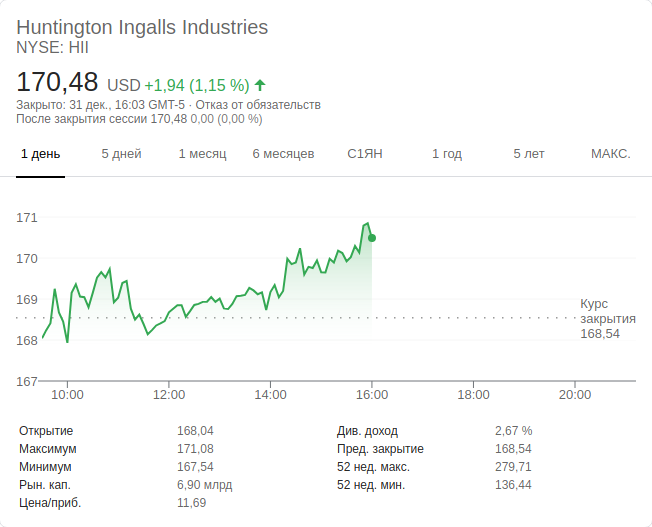 Huntington Ingalls Industries
NYSE: HII
170,48 USD +1,94 (1,15 %)
Закрыто: 31 дек., 16:03 GMT-5 · Отказ от обязательств
После закрытия сессии 170,48 0,00 (0,00 %)
1 день 5 дней 1 месяц 6 месяцев С1ЯН 1 год 5 лет МАКС.
171
170
169
168
167
Курс
закрытия
168,54
10:00 12:00 14:00 16:00 18:00 20:00
Открытие 168,04 Див. доход 2,67 %
Максимум 171,08 Пред. закрытие 168,54
Минимум 167,54 52 нед. макс. 279,71
Рын. кап. 6,90 млрд 52 нед. мин. 136,44
Цена/приб. 11,69